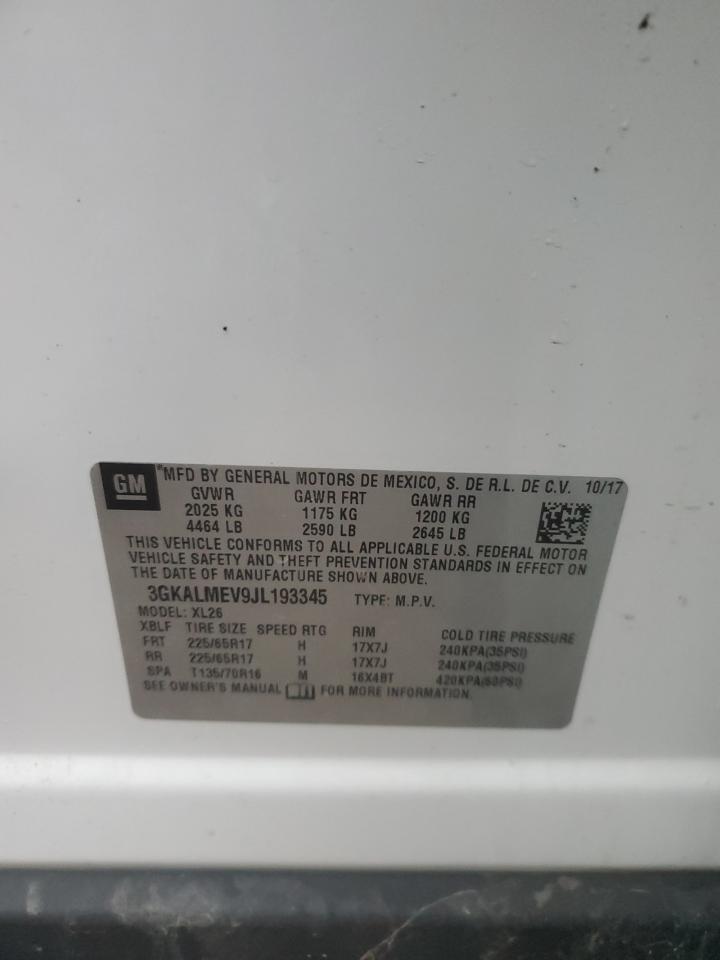 GM
MFD BY GENERAL MOTORS DE MEXICO, S. DE R.L. DE C.V. 10/17
GVWR GAWR FRT GAWR RR
2025 KG 1175 KG 1200 KG
4464 LB 2590 LB 2645 LB
THIS VEHICLE CONFORMS TO ALL APPLICABLE U.S. FEDERAL MOTOR
VEHICLE SAFETY AND THEFT PREVENTION STANDARDS IN EFFECT ON
THE DATE OF MANUFACTURE SHOWN ABOVE.
3GKALMEV9JL193345 TYPE: M.P.V.
MODEL: XL26
XBLF TIRE SIZE SPEED RTG RIM COLD TIRE PRESSURE
FRT 225/65R17 H 17X7J 240KPA(35PSI)
RR 225/65R17 H 17X7J 240KPA(35PSI)
SPA T135/70R16 M 16X4BT 420KPA(60PSI)
SEE OWNER'S MANUAL FOR MORE INFORMATION.